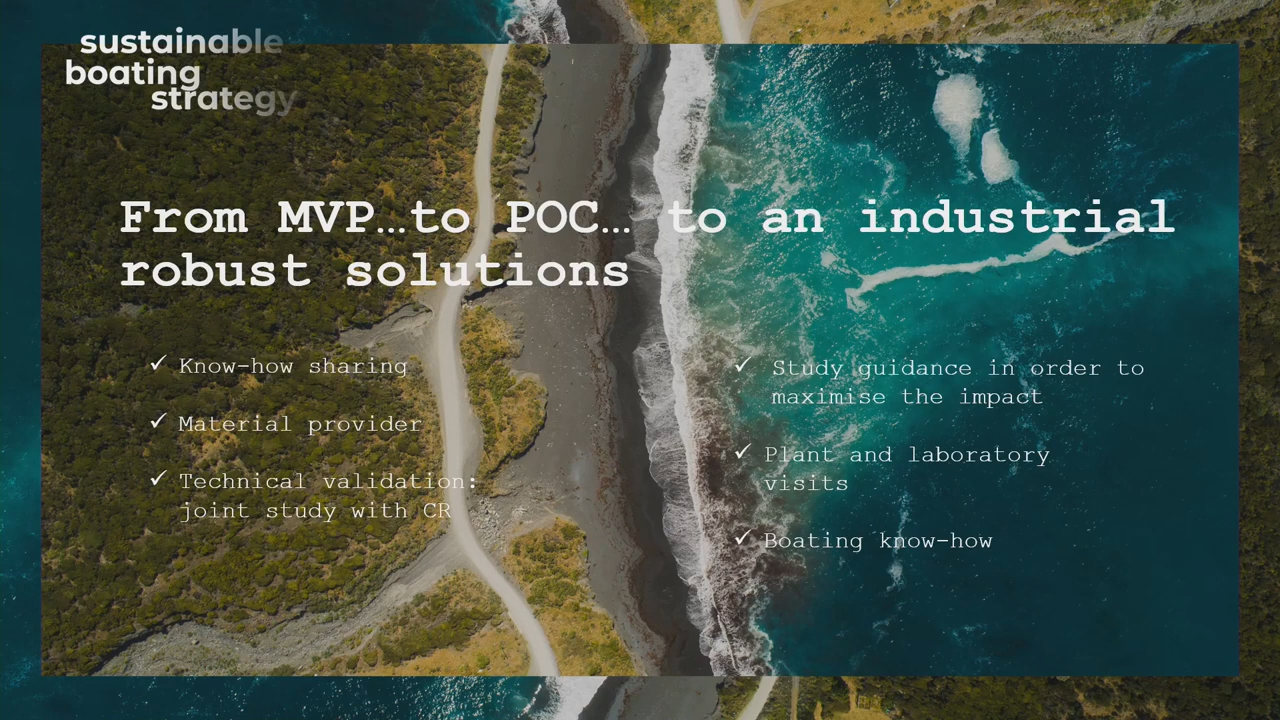 sustainable
boating
strategy
From MVP…to POC… to an industrial
robust solutions
✓ Know-how sharing
✓ Material provider
✓ Technical validation:
joint study with CR
✓ Study guidance in order to
maximise the impact
✓ Plant and laboratory
visits
✓ Boating know-how